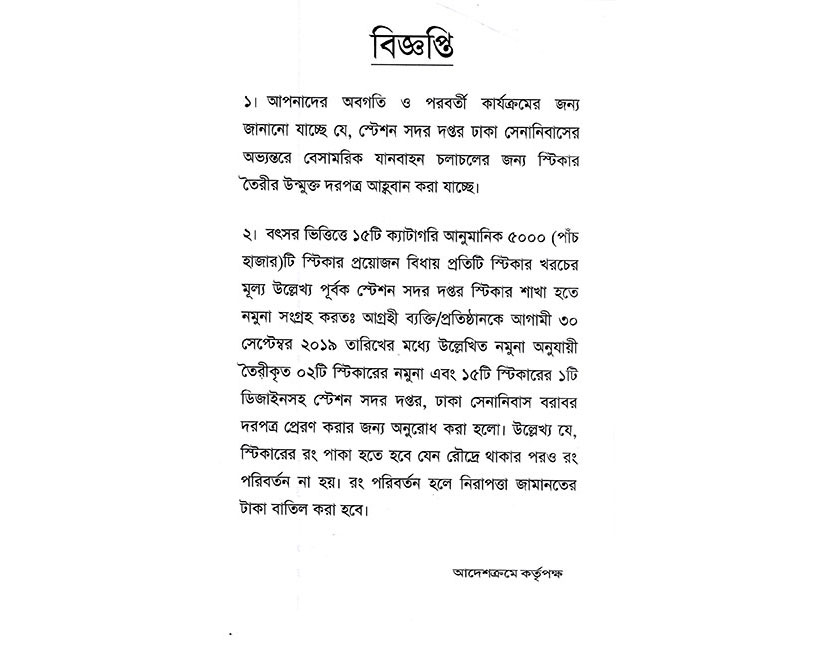 বিজ্ঞপ্তি
১। আপনাদের অবগতি ও পরবর্তী কার্যক্রমের জন্য
জানানো যাচ্ছে যে, স্টেশন সদর দপ্তর ঢাকা সেনানিবাসের
অভ্যন্তরে বেসামরিক যানবাহন চলাচলের জন্য স্টিকার
তৈরীর উন্মুক্ত দরপত্র আহুবান করা যাচ্ছে।
২। বৎসর ভিত্তিতে ১৫টি ক্যাটাগরি আনুমানিক ৫০০০ (পাঁচ
হাজার)টি স্টিকার প্রয়োজন বিধায় প্রতিটি স্টিকার খরচের
মূল্য উল্লেখ্য পূর্বক স্টেশন সদর দপ্তর স্টিকার শাখা হতে
নমুনা সংগ্রহ করতঃ আগ্রহী ব্যক্তি/প্রতিষ্ঠানকে আগামী ৩০
সেপ্টেম্বর ২০১৯ তারিখের মধ্যে উল্লেখিত নমুনা অনুযায়ী
তৈরীকৃত ০২টি স্টিকারের নমুনা এবং ১৫টি স্টিকারের ১টি
ডিজাইনসহ স্টেশন সদর দপ্তর, ঢাকা সেনানিবাস বরাবর
দরপত্র প্রেরণ করার জন্য অনুরোধ করা হলো। উল্লেখ্য যে,
স্টিকারের রং পাকা হতে হবে যেন রৌদ্রে থাকার পরও রং
পরিবর্তন না হয়। রং পরিবর্তন হলে নিরাপত্তা জামানতের
টাকা বাতিল করা হবে।
আদেশক্রমে কর্তৃপক্ষ